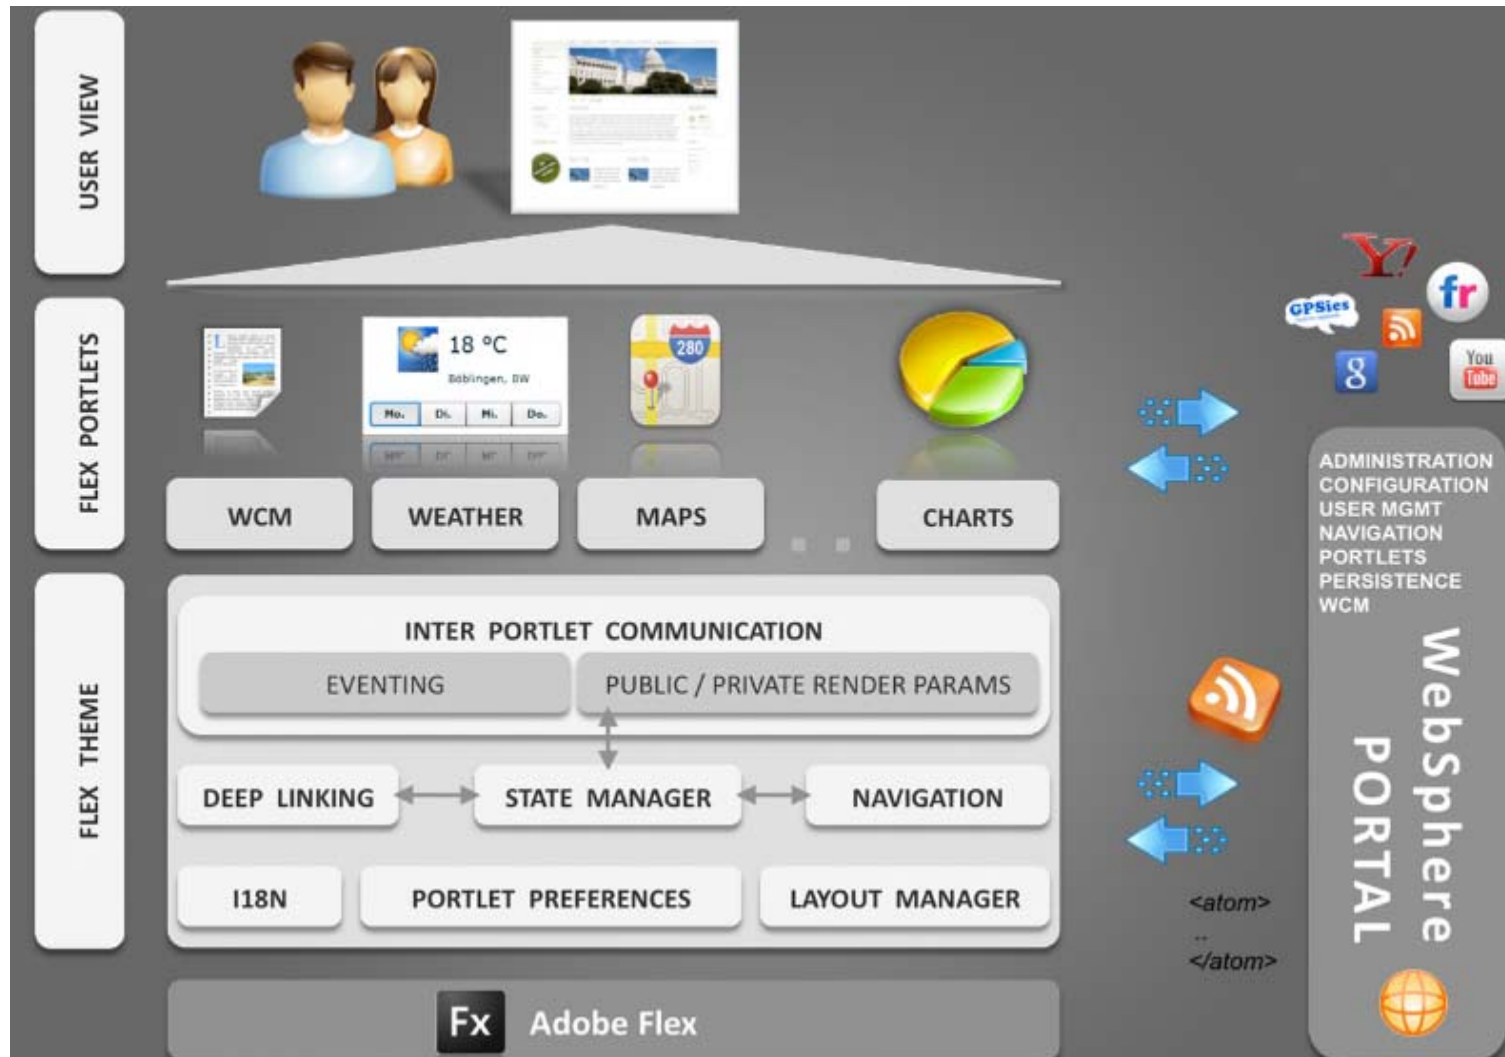 USER VIEW
Y!
fr
GPSies
g
You
Tube
FLEX PORTLETS
18 °C
Böblingen, BW
Mo.
Di.
Mi.
Do.
280
WCM
WEATHER
MAPS
CHARTS
ADMINISTRATION
CONFIGURATION
USER MGMT
NAVIGATION
PORTLETS
PERSISTENCE
WCM
WebSphere
PORTAL
FLEX THEME
INTER PORTLET COMMUNICATION
EVENTING
PUBLIC / PRIVATE RENDER PARAMS
DEEP LINKING
STATE MANAGER
NAVIGATION
I18N
PORTLET PREFERENCES
LAYOUT MANAGER
<atom>
..
</atom>
Fx
Adobe Flex